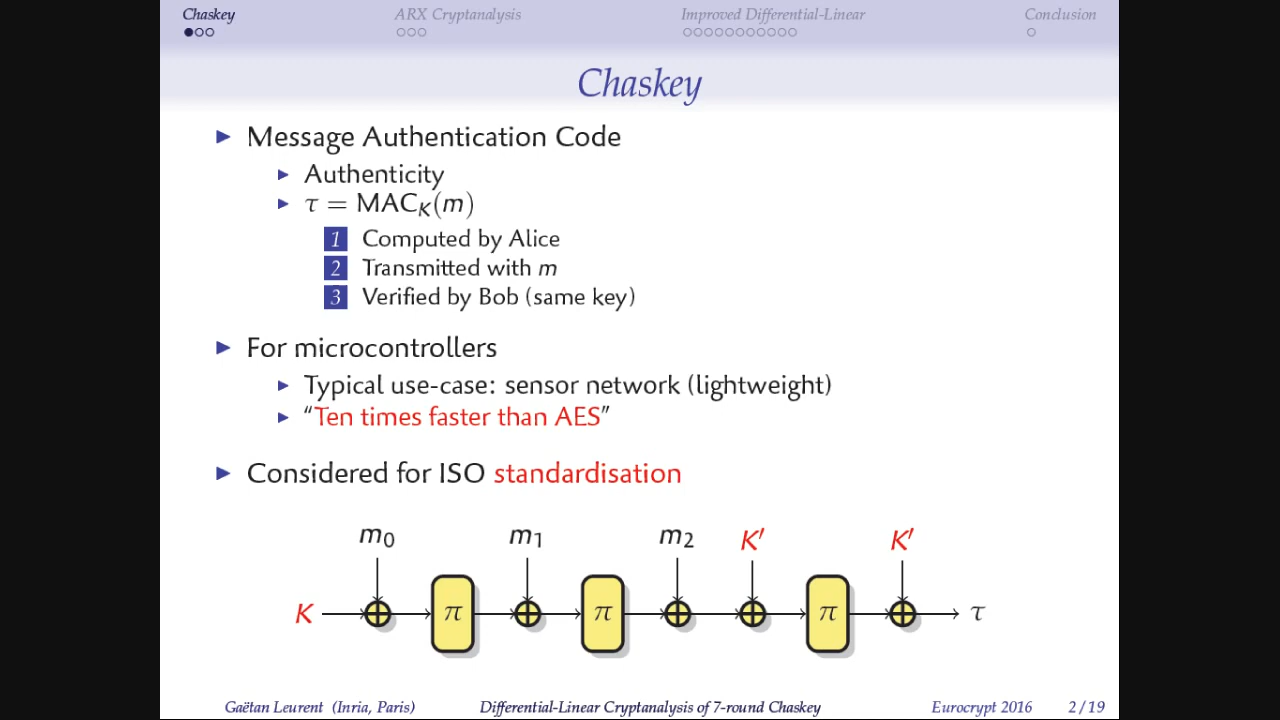 Chaskey ARX Cryptanalysis Improved Differential-Linear Conclusion
Chaskey
Message Authentication Code
Authenticity
τ = MAC_K(m)
1 Computed by Alice
2 Transmitted with m
3 Verified by Bob (same key)
For microcontrollers
Typical use-case: sensor network (lightweight)
“Ten times faster than AES”
Considered for ISO standardisation
m₀ m₁ m₂ K′ K′
K π π π τ
Gaëtan Leurent (Inria, Paris) Differential-Linear Cryptanalysis of 7-round Chaskey Eurocrypt 2016 2 / 19